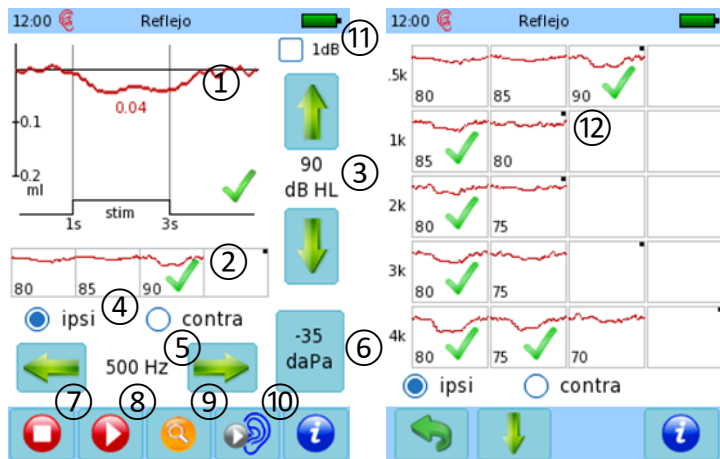 12:00 Reflejo
① 0.04
-0.1
-0.2
ml
stim
1s 3s
② 80 85 90
④ ipsi contra
⑤ 500 Hz
⑪ 1dB
③ 90
dB HL
⑥ -35
daPa
⑦ ⑧ ⑨ ⑩
i
12:00 Reflejo
.5k 80 85 90
1k 85 80 ⑫
2k 80 75
3k 80 75
4k 80 75 70
ipsi contra
i